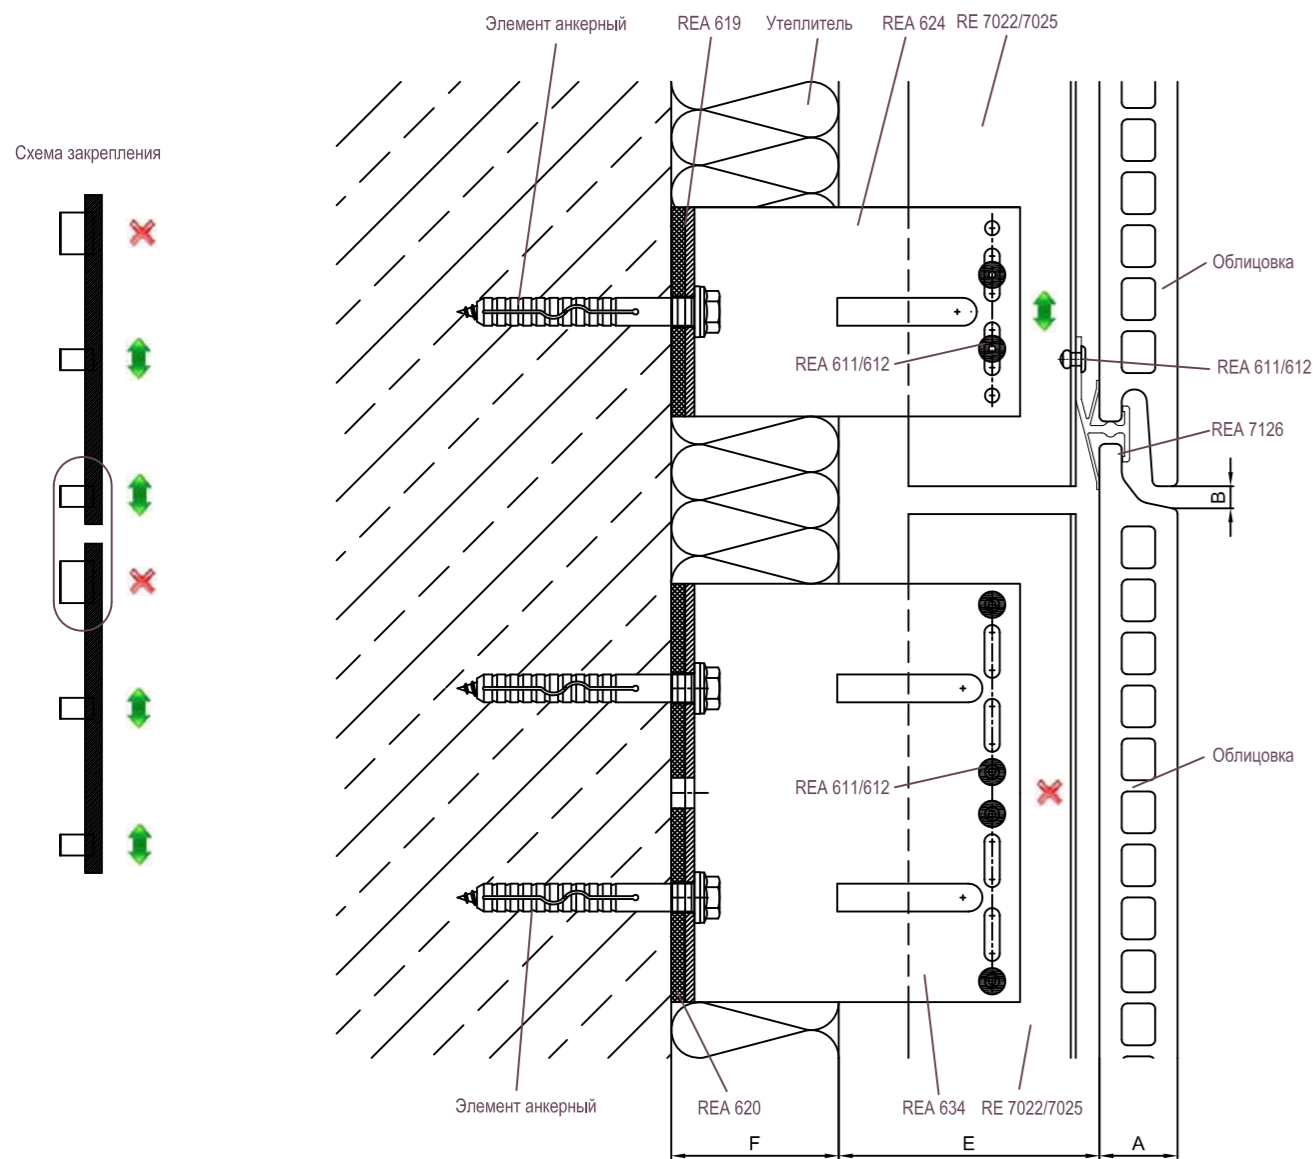 Элемент анкерный
REA 619
Утеплитель
REA 624
RE 7022/7025
Схема закрепления
Облицовка
REA 611/612
REA 611/612
REA 7126
B
Облицовка
REA 611/612
Элемент анкерный
REA 620
REA 634
RE 7022/7025
F
E
A